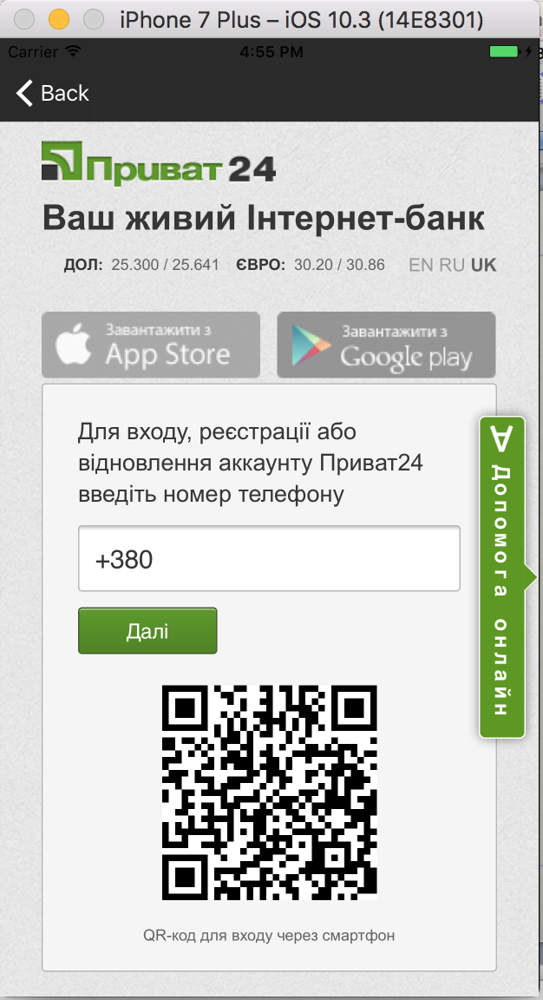 iPhone 7 Plus – iOS 10.3 (14E8301)
Carrier 4:55 PM
Back
Приват 24
Ваш живий Інтернет-банк
ДОЛ: 25.300 / 25.641 ЄВРО: 30.20 / 30.86 EN RU UK
Завантажити з
App Store
Завантажити з
Google play
Для входу, реєстрації або
відновлення аккаунту Приват24
введіть номер телефону
+380
Далі
Допомога онлайн
QR-код для входу через смартфон